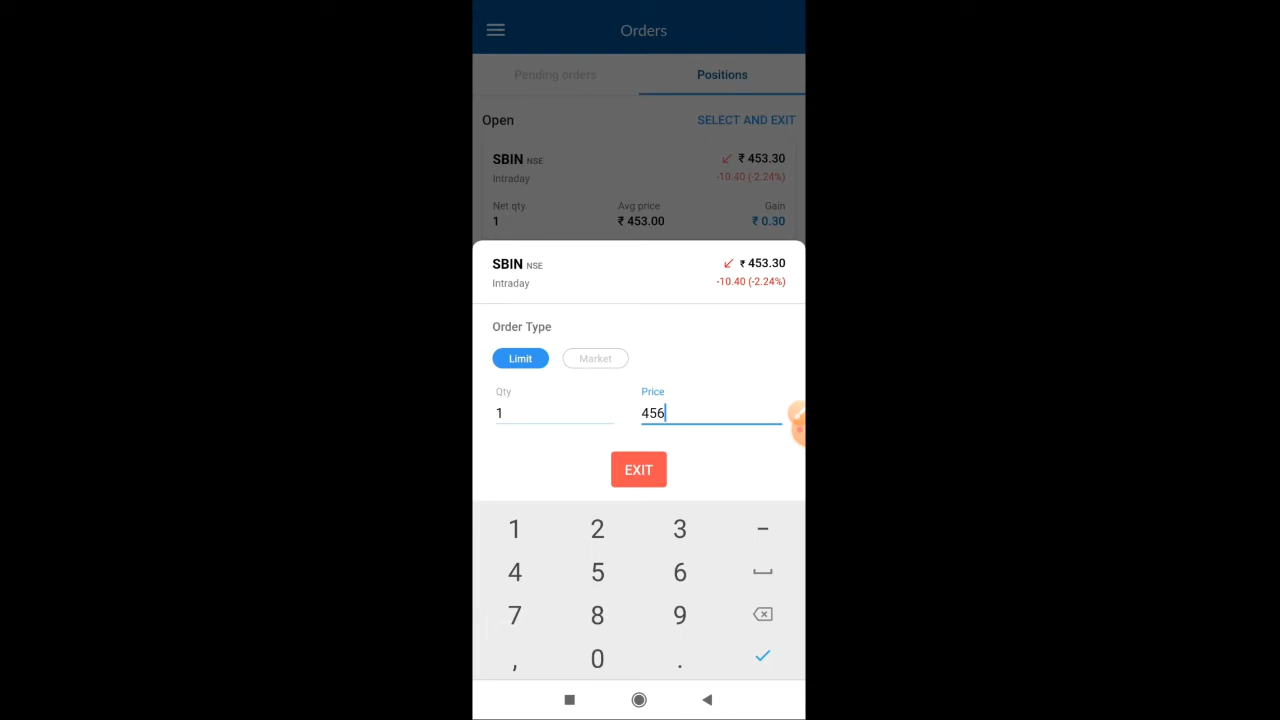 Orders
Pending orders Positions
Open SELECT AND EXIT
SBIN NSE ₹ 453.30
Intraday -10.40 (-2.24%)
Net qty. Avg price Gain
1 ₹ 453.00 ₹ 0.30
SBIN NSE ₹ 453.30
Intraday -10.40 (-2.24%)
Order Type
Limit Market
Qty Price
1 456
EXIT
1 2 3 -
4 5 6
7 8 9
, 0 .